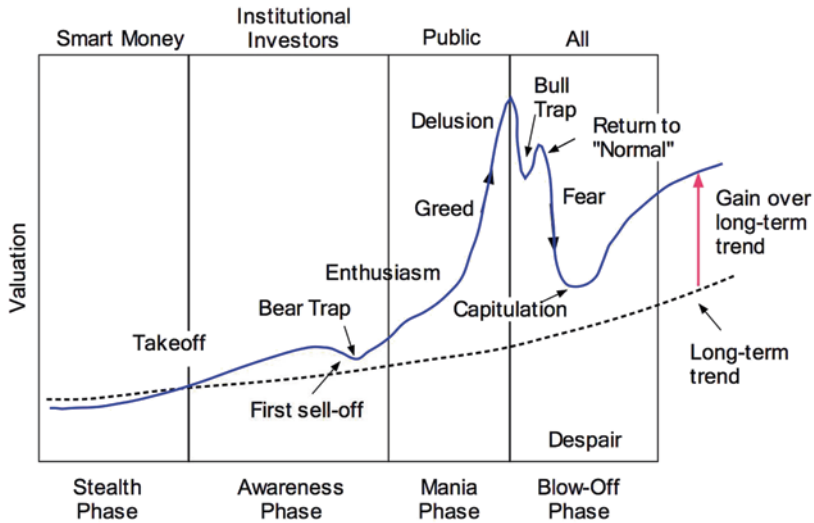 Institutional
Smart Money
Investors
Public
All
Bull
Trap
Delusion
Return to
"Normal"
Greed
Fear
Gain over
long-term
trend
Valuation
Enthusiasm
Bear Trap
Capitulation
Takeoff
Long-term
trend
First sell-off
Despair
Stealth
Phase
Awareness
Phase
Mania
Phase
Blow-Off
Phase